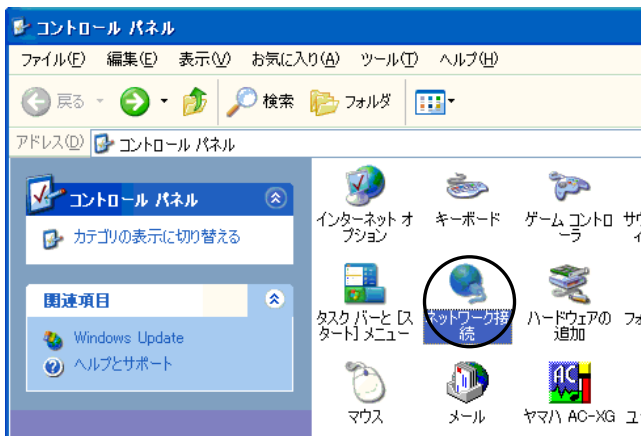 コントロール パネル
ファイル(F) 編集(E) 表示(V) お気に入り(A) ツール(T) ヘルプ(H)
戻る 検索 フォルダ
アドレス(D) コントロール パネル
コントロール パネル
カテゴリの表示に切り替える
関連項目
Windows Update
ヘルプとサポート
インターネット オ
プション
キーボード
ゲーム コントロ
ーラ
タスク バーと [ス
タート] メニュー
ネットワーク接
続
ハードウェアの
追加
マウス
メール
AC
ヤマハ AC-XG